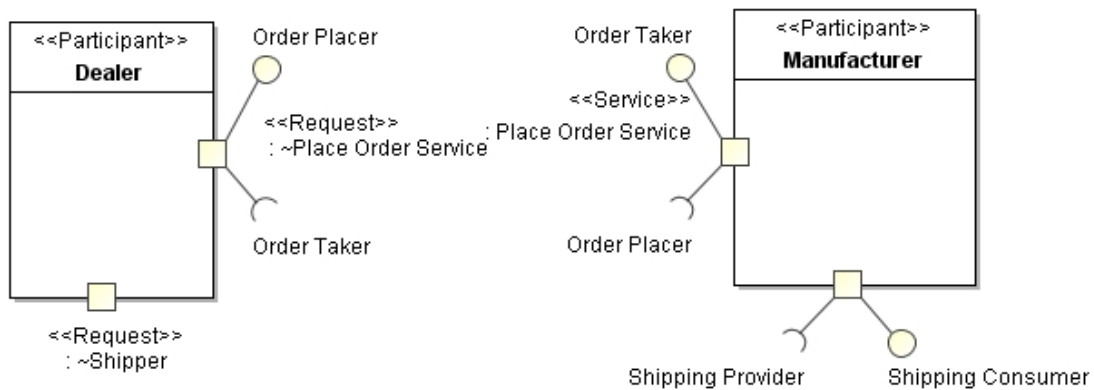 <<Participant>>
Dealer
Order Placer
<<Request>>
: ~Place Order Service
Order Taker
<<Request>>
: ~Shipper
Order Taker
<<Participant>>
Manufacturer
<<Service>>
: Place Order Service
Order Placer
Shipping Provider
Shipping Consumer